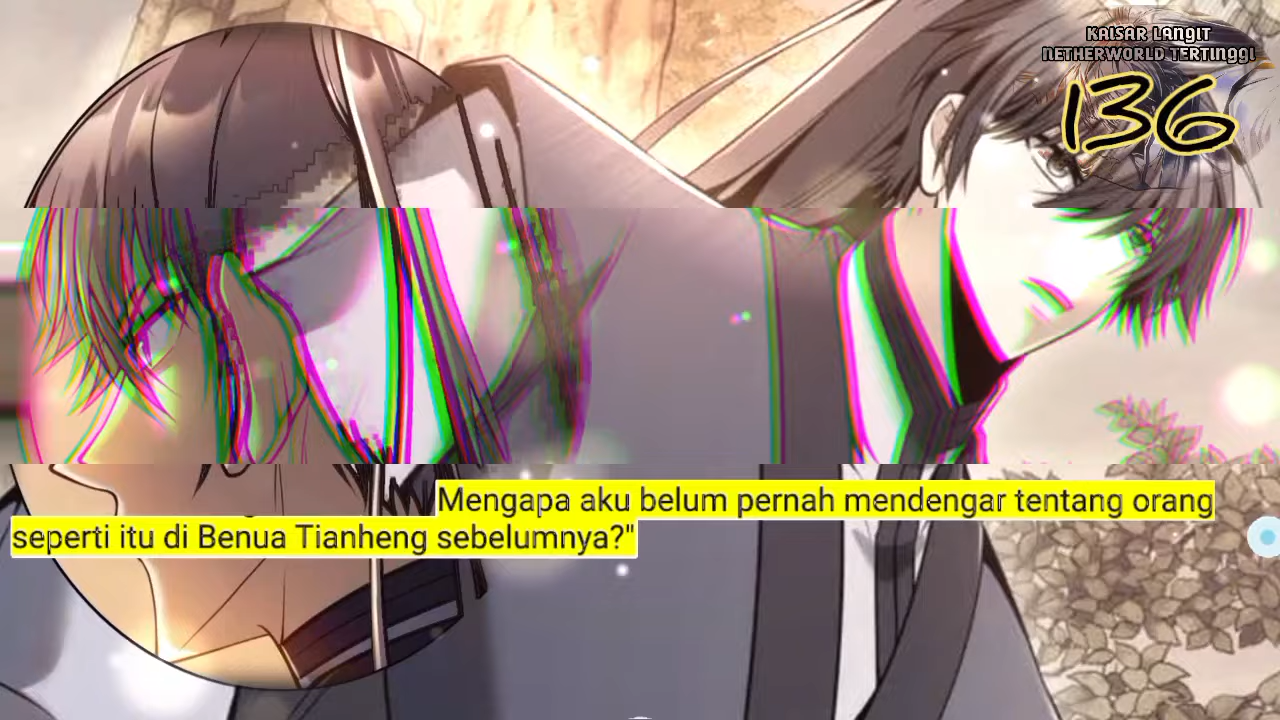 KAISAR LANGIT
NETHERWORLD TERTINGGI
136
Mengapa aku belum pernah mendengar tentang orang
seperti itu di Benua Tianheng sebelumnya?"